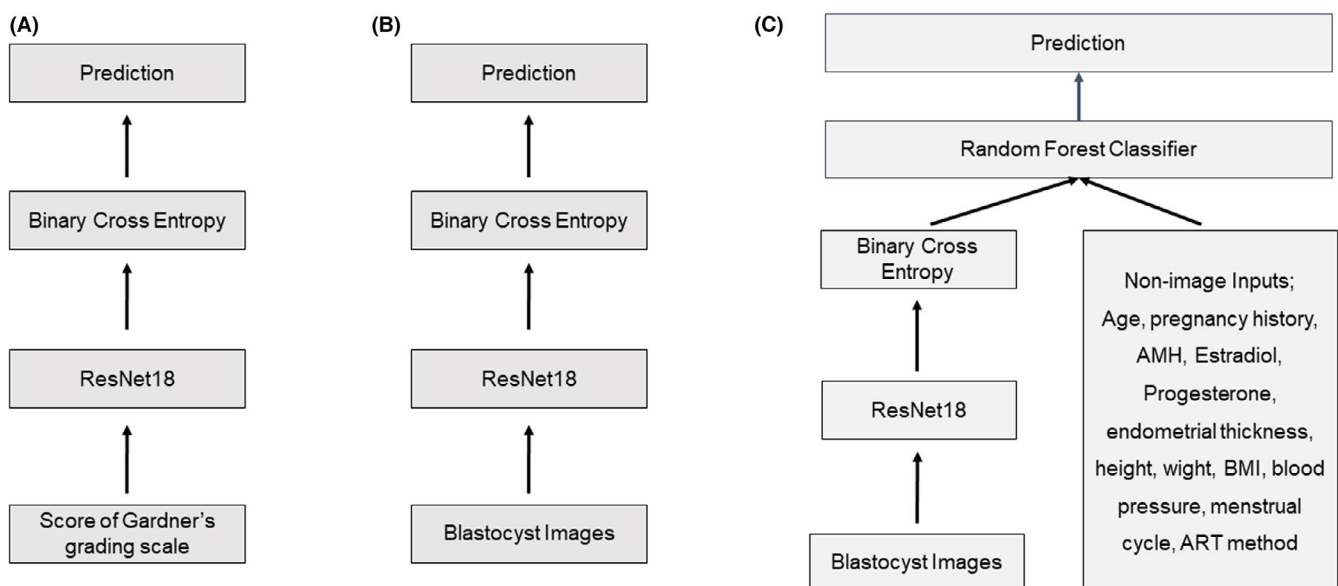 (A)
Prediction
Binary Cross Entropy
ResNet18
Score of Gardner's
grading scale
(B)
Prediction
Binary Cross Entropy
ResNet18
Blastocyst Images
(C)
Prediction
Random Forest Classifier
Binary Cross
Entropy
ResNet18
Blastocyst Images
Non-image Inputs;
Age, pregnancy history,
AMH, Estradiol,
Progesterone,
endometrial thickness,
height, wight, BMI, blood
pressure, menstrual
cycle, ART method